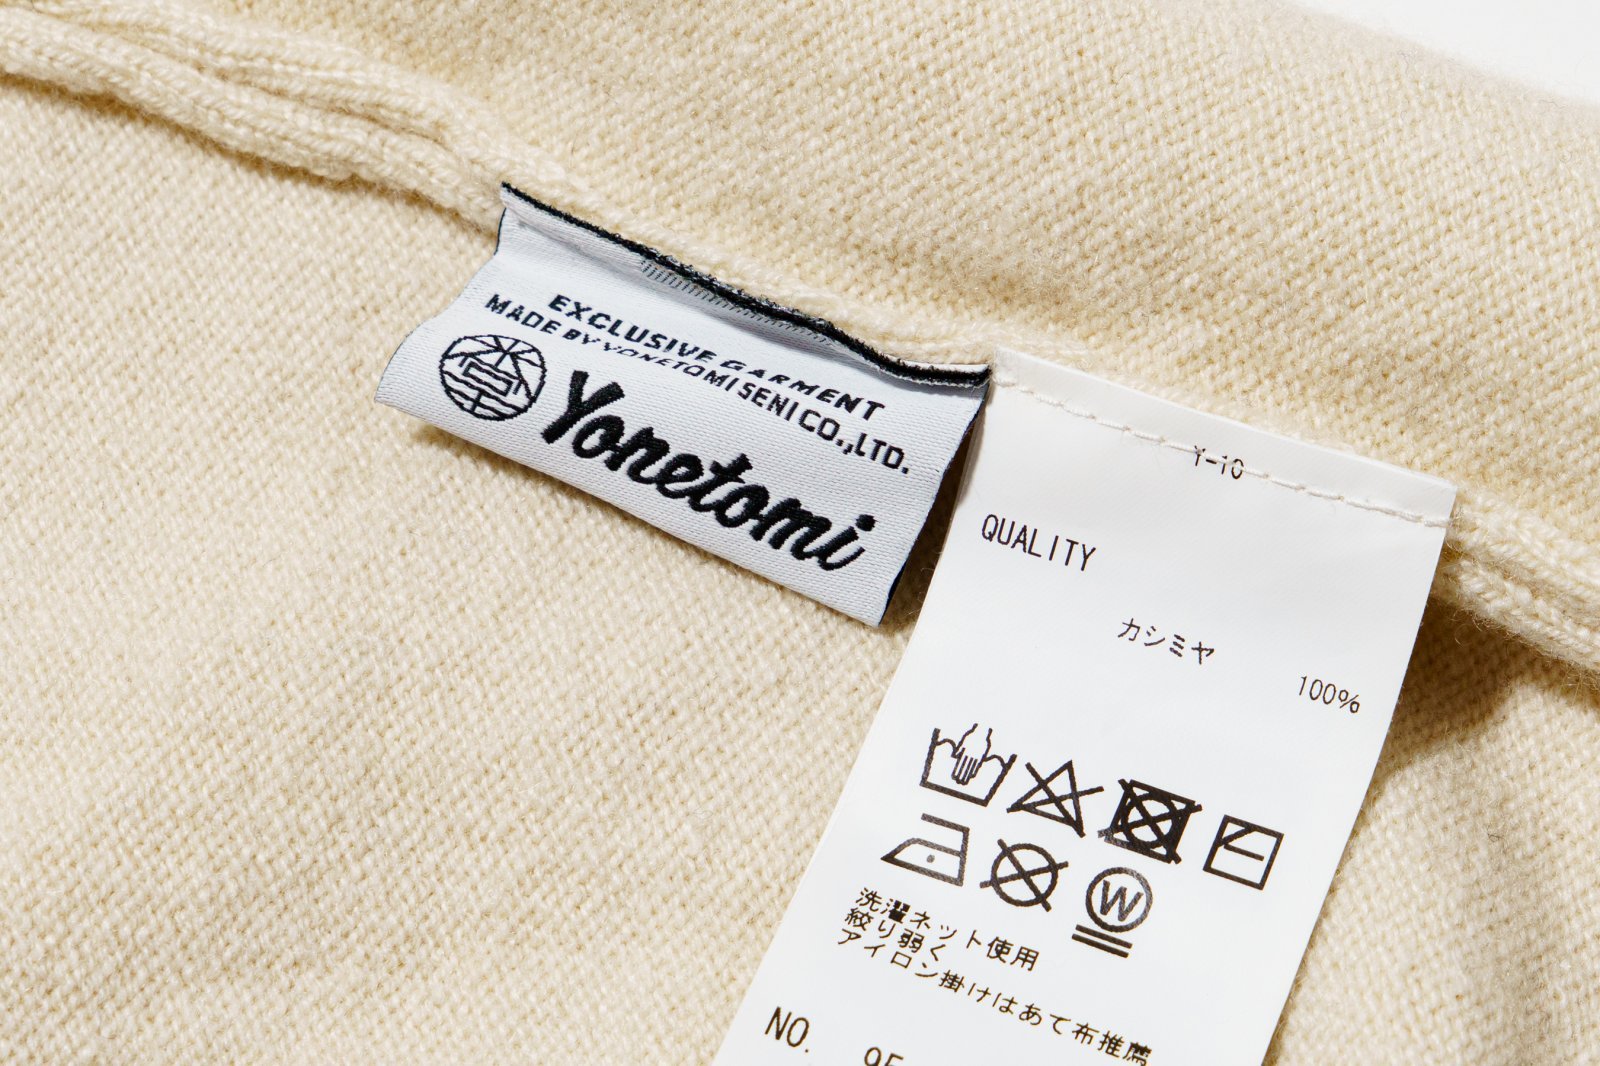 EXCLUSIVE GARMENT
MADE BY YONETOMI SENI CO.,LTD.
Yonetomi
Y-10
QUALITY
カシミヤ
100%
W
洗濯ネット使用
絞り弱く
アイロン掛けはあて布推薦
NO.